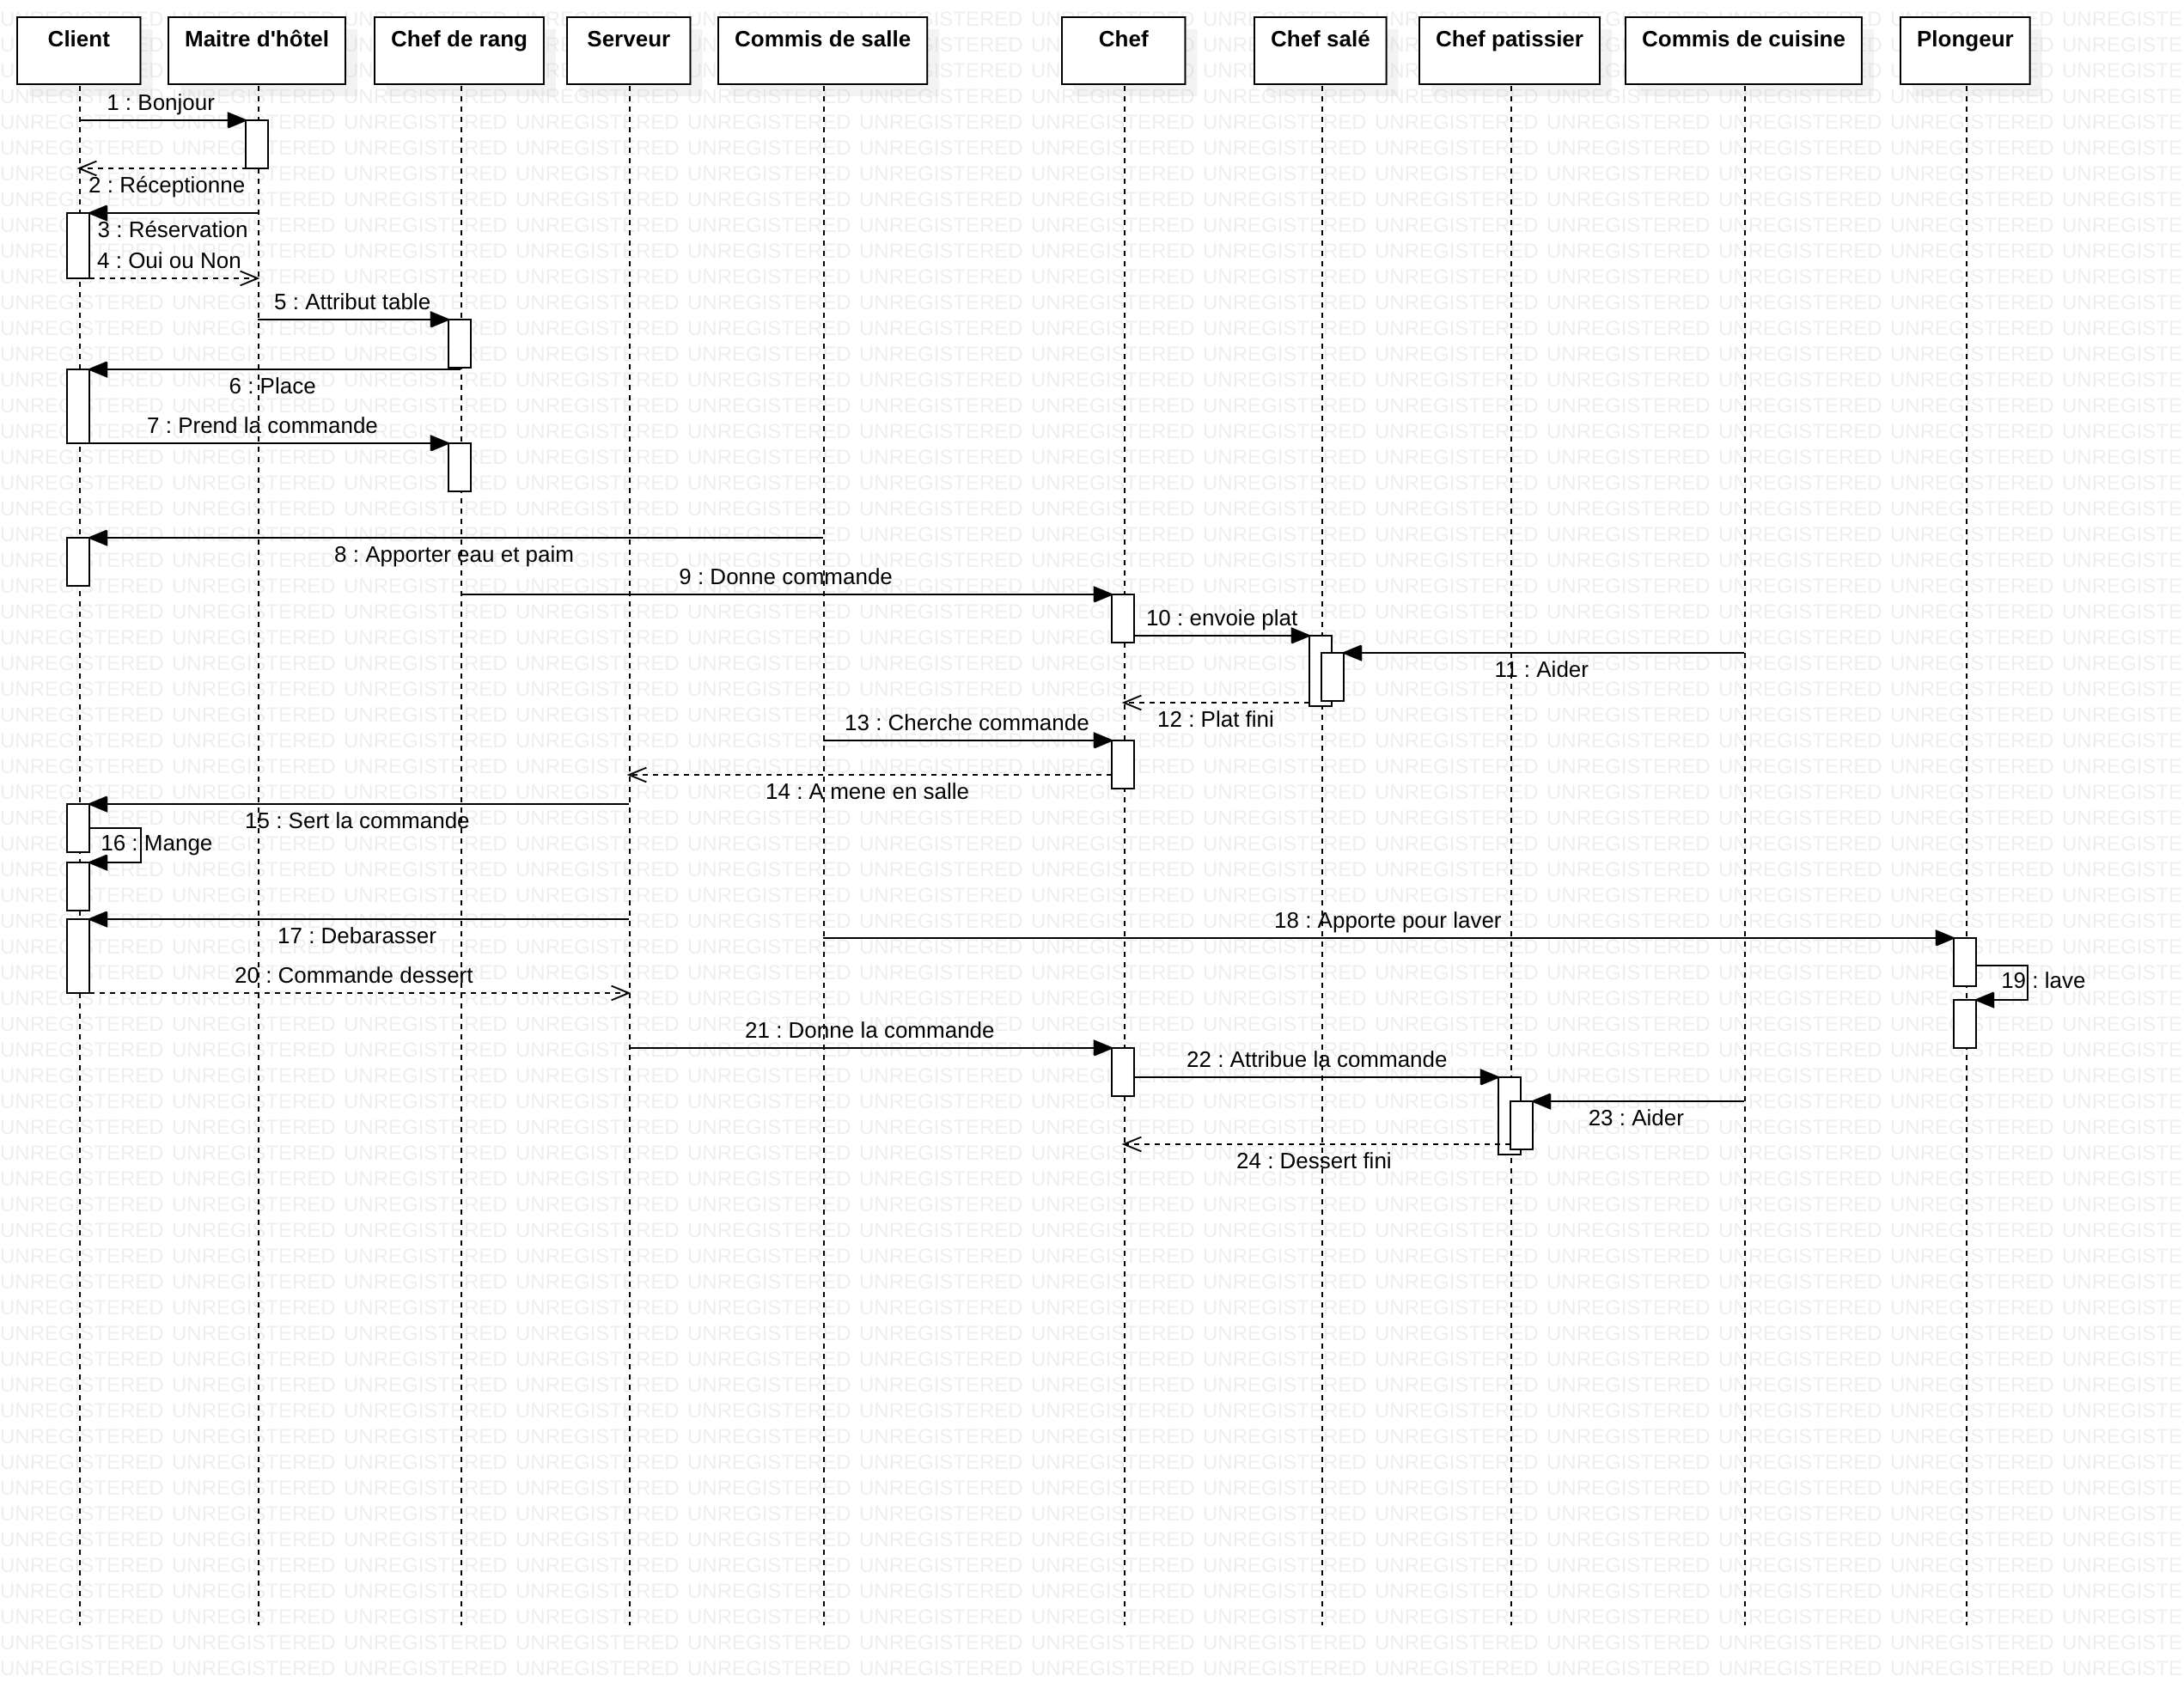 Client
Maitre d'hôtel
Chef de rang
Serveur
Commis de salle
Chef
Chef salé
Chef patissier
Commis de cuisine
Plongeur
1 : Bonjour
2 : Réceptionne
3 : Réservation
4 : Oui ou Non
5 : Attribut table
6 : Place
7 : Prend la commande
8 : Apporter eau et paim
9 : Donne commande
10 : envoie plat
11 : Aider
12 : Plat fini
13 : Cherche commande
14 : A mene en salle
15 : Sert la commande
16 : Mange
17 : Debarasser
18 : Apporte pour laver
19 : lave
20 : Commande dessert
21 : Donne la commande
22 : Attribue la commande
23 : Aider
24 : Dessert fini
UNREGISTERED